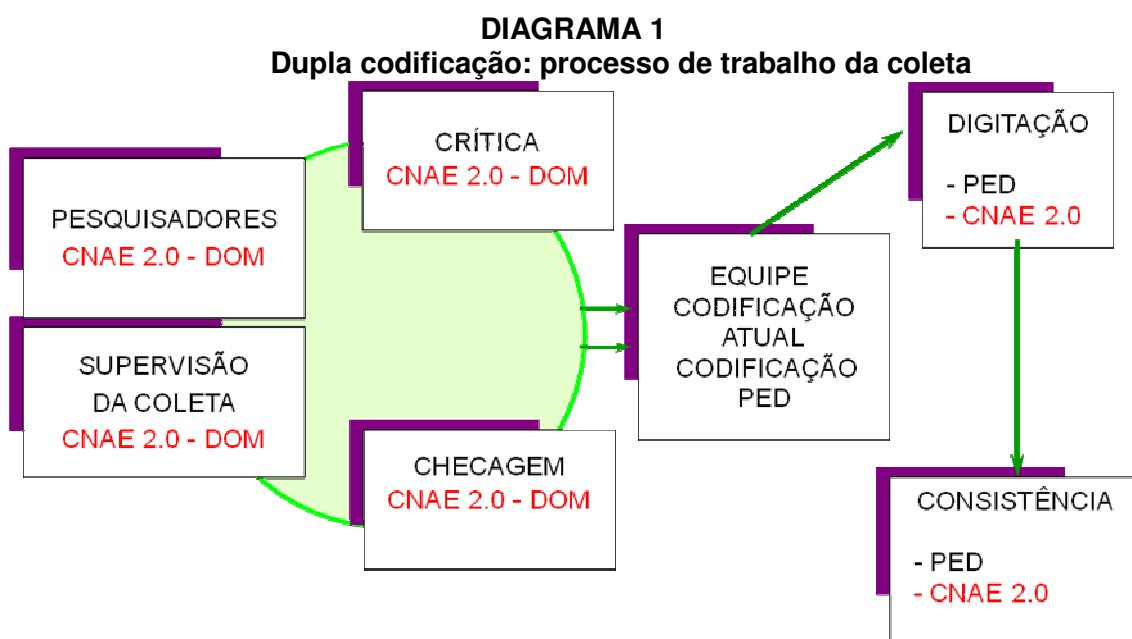 DIAGRAMA 1
Dupla codificação: processo de trabalho da coleta
PESQUISADORES
CNAE 2.0 - DOM
SUPERVISÃO
DA COLETA
CNAE 2.0 - DOM
CRÍTICA
CNAE 2.0 - DOM
CHECAGEM
CNAE 2.0 - DOM
EQUIPE
CODIFICAÇÃO
ATUAL
CODIFICAÇÃO
PED
DIGITAÇÃO
- PED
- CNAE 2.0
CONSISTÊNCIA
- PED
- CNAE 2.0